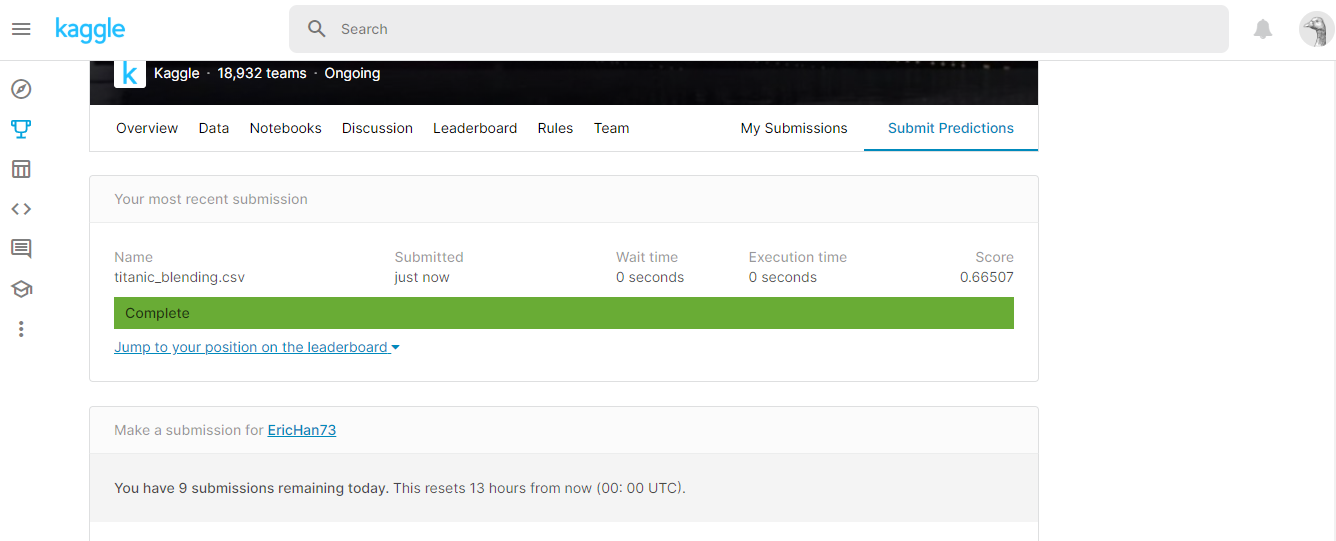 kaggle
Search
k
Kaggle · 18,932 teams · Ongoing
Overview Data Notebooks Discussion Leaderboard Rules Team My Submissions Submit Predictions
Your most recent submission
Name Submitted Wait time Execution time Score
titanic_blending.csv just now 0 seconds 0 seconds 0.66507
Complete
Jump to your position on the leaderboard
Make a submission for EricHan73
You have 9 submissions remaining today. This resets 13 hours from now (00: 00 UTC).